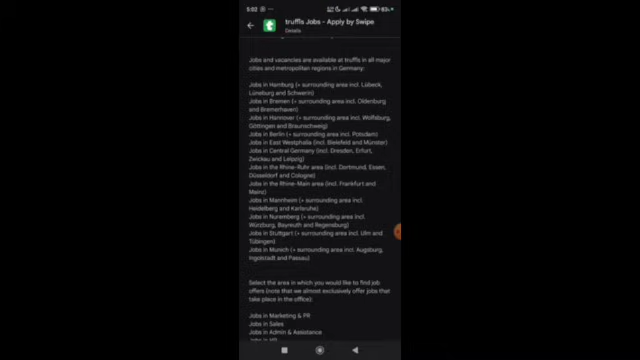 5:02
truffls Jobs - Apply by Swipe
Details
Jobs and vacancies are available at truffls in all major
cities and metropolitan regions in Germany:
Jobs in Hamburg (+ surrounding area incl. Lübeck,
Lüneburg and Schwerin)
Jobs in Bremen (+ surrounding area incl. Oldenburg
and Bremerhaven)
Jobs in Hannover (+ surrounding area incl. Wolfsburg,
Göttingen and Braunschweig)
Jobs in Berlin (+ surrounding area incl. Potsdam)
Jobs in East Westphalia (incl. Bielefeld and Münster)
Jobs in Central Germany (incl. Dresden, Erfurt,
Zwickau and Leipzig)
Jobs in the Rhine-Ruhr area (incl. Dortmund, Essen,
Düsseldorf and Cologne)
Jobs in the Rhine-Main area (incl. Frankfurt and
Mainz)
Jobs in Mannheim (+ surrounding area incl.
Heidelberg and Karlsruhe)
Jobs in Nuremberg (+ surrounding area incl.
Würzburg, Bayreuth and Regensburg)
Jobs in Stuttgart (+ surrounding area incl. Ulm and
Tübingen)
Jobs in Munich (+ surrounding area incl. Augsburg,
Ingolstadt and Passau)
Select the area in which you would like to find job
offers (note that we almost exclusively offer jobs that
take place in the office):
Jobs in Marketing & PR
Jobs in Sales
Jobs in Admin & Assistance
Jobs in HR